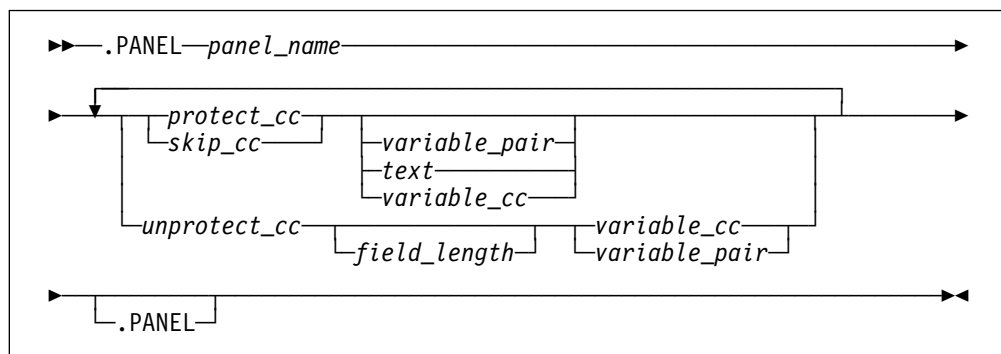 .PANEL panel_name
protect_cc
skip_cc variable_pair
text
variable_cc
unprotect_cc variable_cc
field_length variable_pair
.PANEL